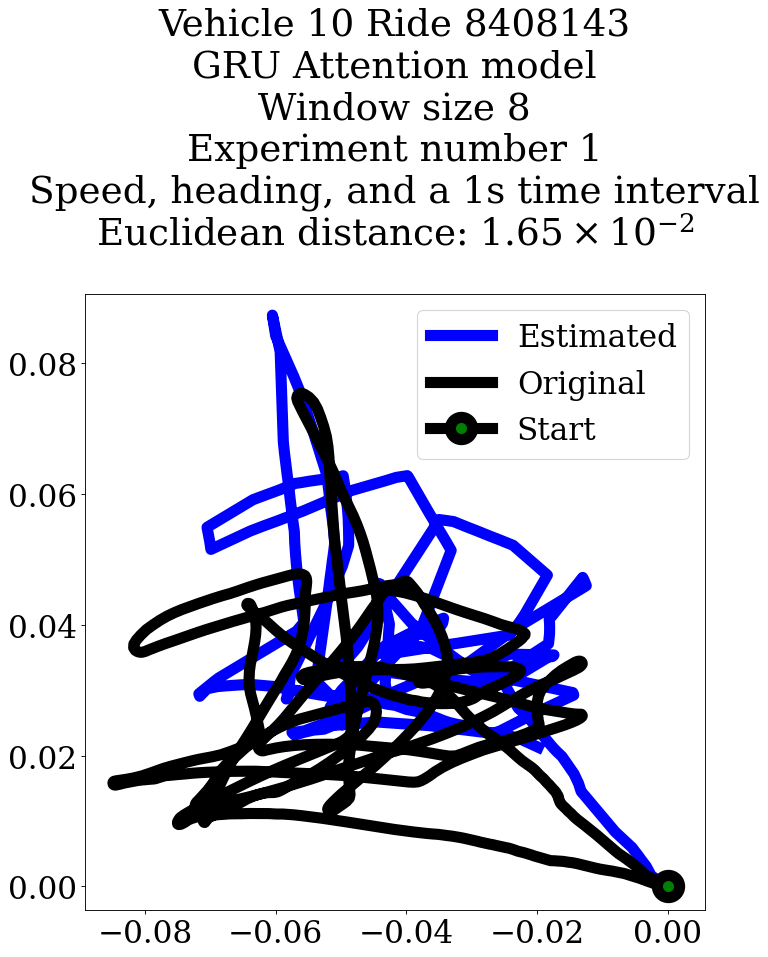 Vehicle 10 Ride 8408143
GRU Attention model
Window size 8
Experiment number 1
Speed, heading, and a 1s time interval
Euclidean distance: 1.65 × 10⁻²
Estimated
Original
Start
0.08
0.06
0.04
0.02
0.00
−0.08 −0.06 −0.04 −0.02 0.00